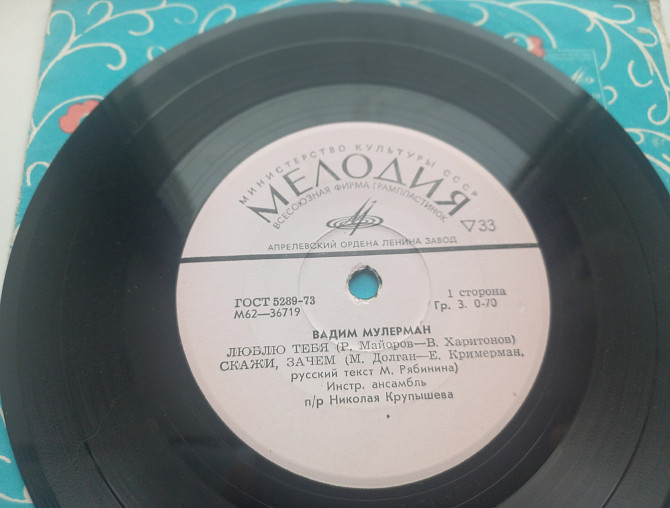 МИНИСТЕРСТВО КУЛЬТУРЫ СССР
МЕЛОДИЯ
ВСЕСОЮЗНАЯ ФИРМА ГРАМПЛАСТИНОК
▽33
АПРЕЛЕВСКИЙ ОРДЕНА ЛЕНИНА ЗАВОД
ГОСТ 5289-73
М62—36719
1 сторона
Гр. 3. 0-70
ВАДИМ МУЛЕРМАН
ЛЮБЛЮ ТЕБЯ (Р. Майоров—В. Харитонов)
СКАЖИ, ЗАЧЕМ (М. Долган—Е. Кримерман,
русский текст М. Рябинина)
Инстр. ансамбль
п/р Николая Крупышева